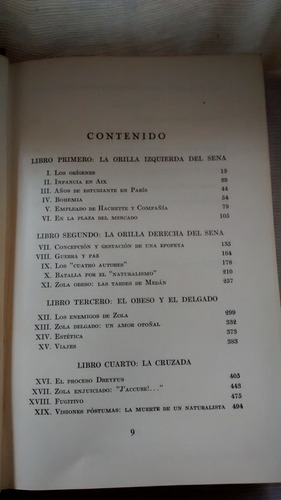 CONTENIDO
LIBRO PRIMERO: LA ORILLA IZQUIERDA DEL SENA
I. LOS ORÍGENES 19
II. INFANCIA EN AIX 29
III. AÑOS DE ESTUDIANTE EN PARÍS 44
IV. BOHEMIA 54
V. EMPLEADO DE HACHETTE Y COMPAÑÍA 79
VI. EN LA PLAZA DEL MERCADO 105
LIBRO SEGUNDO: LA ORILLA DERECHA DEL SENA
VII. CONCEPCIÓN Y GESTACIÓN DE UNA EPOPEYA 135
VIII. GUERRA Y PAZ 164
IX. LOS "CUATRO AUTORES" 178
X. BATALLA POR EL "NATURALISMO" 210
XI. ZOLA OBESO: LAS TARDES DE MEDÁN 237
LIBRO TERCERO: EL OBESO Y EL DELGADO
XII. LOS ENEMIGOS DE ZOLA 299
XIII. ZOLA DELGADO: UN AMOR OTOÑAL 332
XIV. ESTÉTICA 373
XV. VIAJES 383
LIBRO CUARTO: LA CRUZADA
XVI. EL PROCESO DREYFUS 405
XVII. ZOLA ENJUICIADO: "J'ACCUSE!..." 443
XVIII. FUGITIVO 475
XIX. VISIONES PÓSTUMAS: LA MUERTE DE UN NATURALISTA 494
9